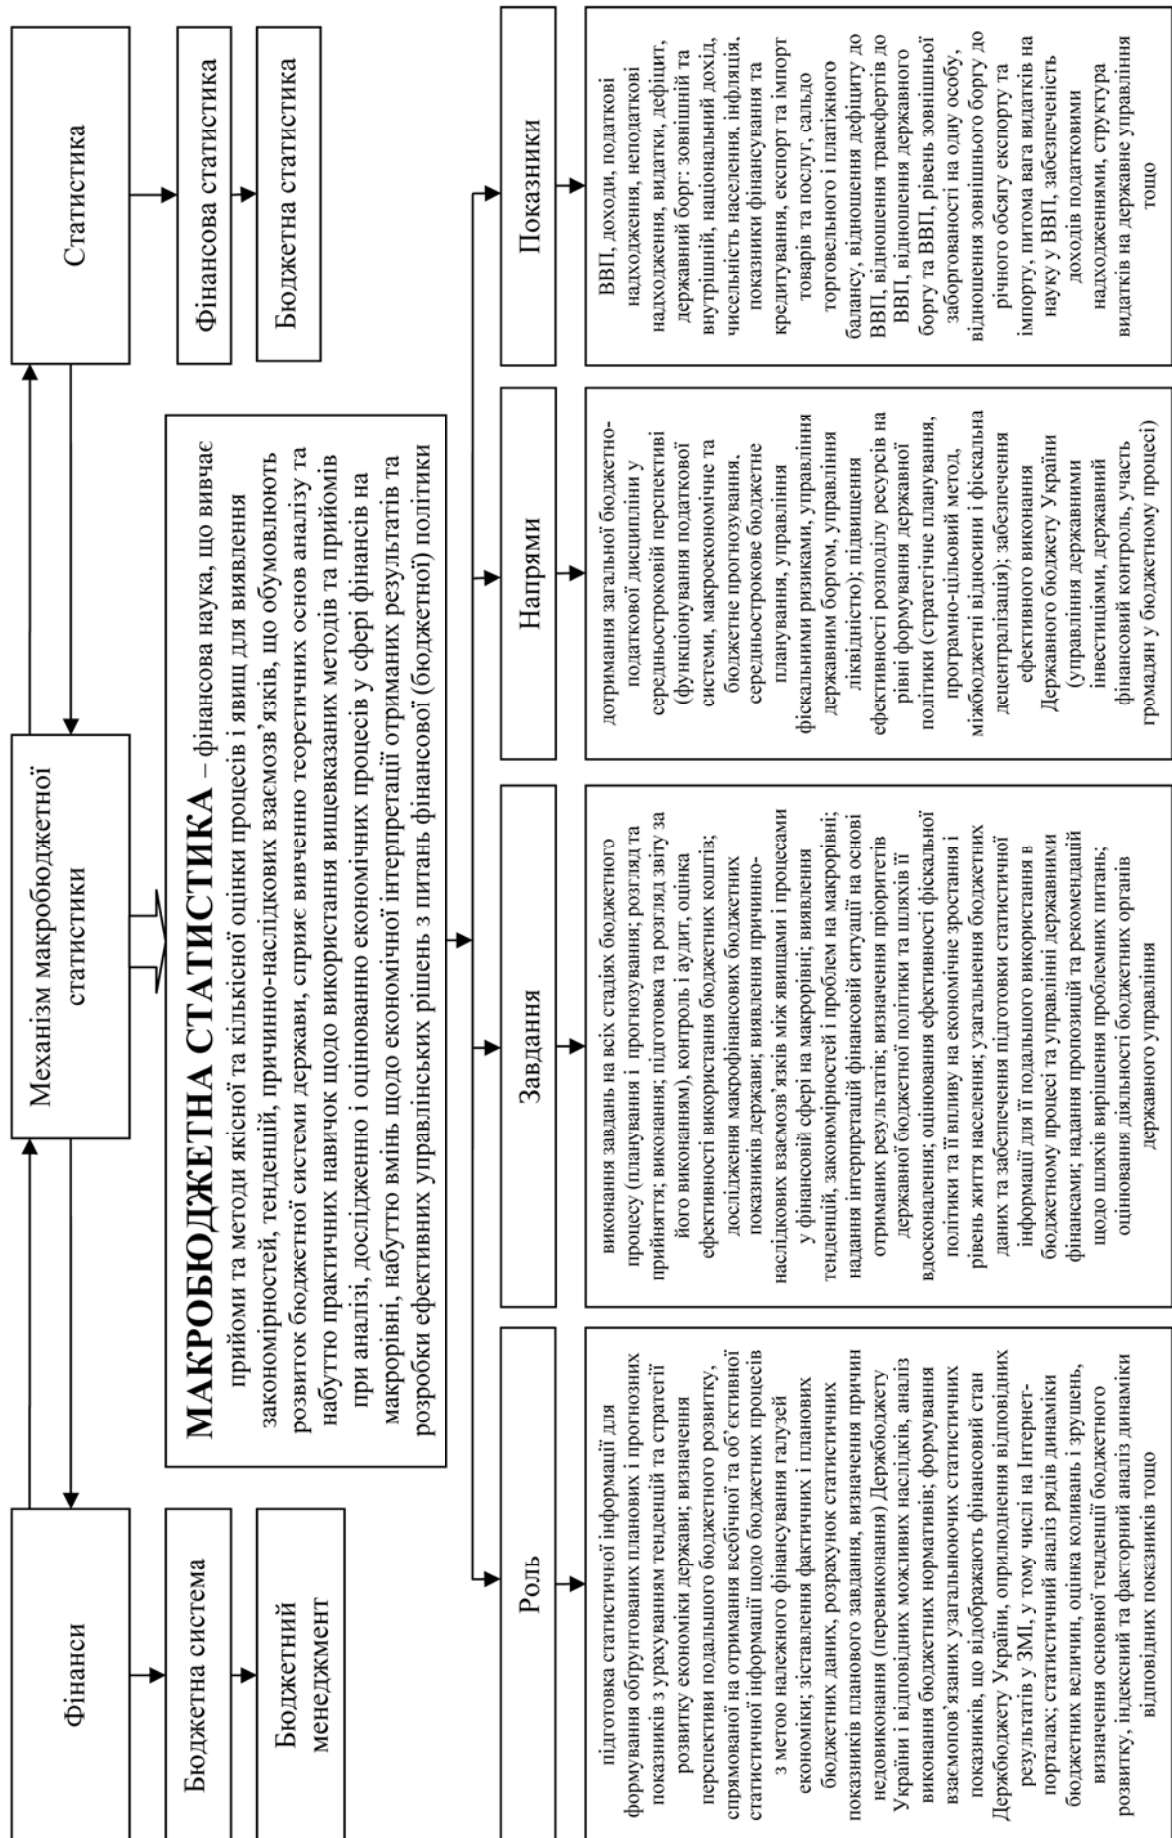 Фінанси
Механізм макробюджетної
статистики
Статистика
Бюджетна система
Бюджетний
менеджмент
Фінансова статистика
Бюджетна статистика
МАКРОБЮДЖЕТНА СТАТИСТИКА – фінансова наука, що вивчає
прийоми та методи якісної та кількісної оцінки процесів і явищ для виявлення
закономірностей, тенденцій, причинно-наслідкових взаємозв’язків, що обумовлюють
розвиток бюджетної системи держави, сприяє вивченню теоретичних основ аналізу та
набуттю практичних навичок щодо використання вищевказаних методів та прийомів
при аналізі, дослідженню і оцінюванню економічних процесів у сфері фінансів на
макрорівні, набуттю вмінь щодо економічної інтерпретації отриманих результатів та
розробки ефективних управлінських рішень з питань фінансової (бюджетної) політики
Роль
підготовка статистичної інформації для
формування обґрунтованих планових і прогнозних
показників з урахуванням тенденцій та стратегії
розвитку економіки держави; визначення
перспективи подальшого бюджетного розвитку,
спрямованої на отримання всебічної та об’єктивної
статистичної інформації щодо бюджетних процесів
з метою належного фінансування галузей
економіки; зіставлення фактичних і планових
бюджетних даних, розрахунок статистичних
показників планового завдання, визначення причин
недовиконання (перевиконання) Держбюджету
України і відповідних можливих наслідків, аналіз
виконання бюджетних нормативів; формування
взаємопов’язаних узагальнюючих статистичних
показників, що відображають фінансовий стан
Держбюджету України, оприлюднення відповідних
результатів у ЗМІ, у тому числі на Інтернет-
порталах; статистичний аналіз рядів динаміки
бюджетних величин, оцінка коливань і зрушень,
визначення основної тенденції бюджетного
розвитку, індексний та факторний аналіз динаміки
відповідних показників тощо
Завдання
виконання завдань на всіх стадіях бюджетного
процесу (планування і прогнозування; розгляд та
прийняття; виконання; підготовка та розгляд звіту за
його виконанням), контроль і аудит, оцінка
ефективності використання бюджетних коштів;
дослідження макрофінансових бюджетних
показників держави; виявлення причинно-
наслідкових взаємозв’язків між явищами і процесами
у фінансовій сфері на макрорівні; виявлення
тенденцій, закономірностей і проблем на макрорівні;
надання інтерпретацій фінансовій ситуації на основі
отриманих результатів; визначення пріоритетів
державної бюджетної політики та шляхів її
вдосконалення; оцінювання ефективності фіскальної
політики та її впливу на економічне зростання і
рівень життя населення; узагальнення бюджетних
даних та забезпечення підготовки статистичної
інформації для її подальшого використання в
бюджетному процесі та управлінні державними
фінансами; надання пропозицій та рекомендацій
щодо шляхів вирішення проблемних питань;
оцінювання діяльності бюджетних органів
державного управління
Напрями
дотримання загальної бюджетно-
податкової дисципліни у
середньостроковій перспективі
(функціонування податкової
системи, макроекономічне та
бюджетне прогнозування,
середньострокове бюджетне
планування, управління
фіскальними ризиками, управління
державним боргом, управління
ліквідністю); підвищення
ефективності розподілу ресурсів на
рівні формування державної
політики (стратегічне планування,
програмно-цільовий метод,
міжбюджетні відносини і фіскальна
децентралізація); забезпечення
ефективного виконання
Державного бюджету України
(управління державними
інвестиціями, державний
фінансовий контроль, участь
громадян у бюджетному процесі)
Показники
ВВП, доходи, податкові
надходження, неподаткові
надходження, видатки, дефіцит,
державний борг: зовнішній та
внутрішній, національний дохід,
чисельність населення, інфляція,
показники фінансування та
кредитування, експорт та імпорт
товарів та послуг, сальдо
торговельного і платіжного
балансу, відношення дефіциту до
ВВП, відношення трансфертів до
ВВП, відношення державного
боргу та ВВП, рівень зовнішньої
заборгованості на одну особу,
відношення зовнішнього боргу до
річного обсягу експорту та
імпорту, питома вага видатків на
науку у ВВП, забезпеченість
доходів податковими
надходженнями, структура
видатків на державне управління
тощо